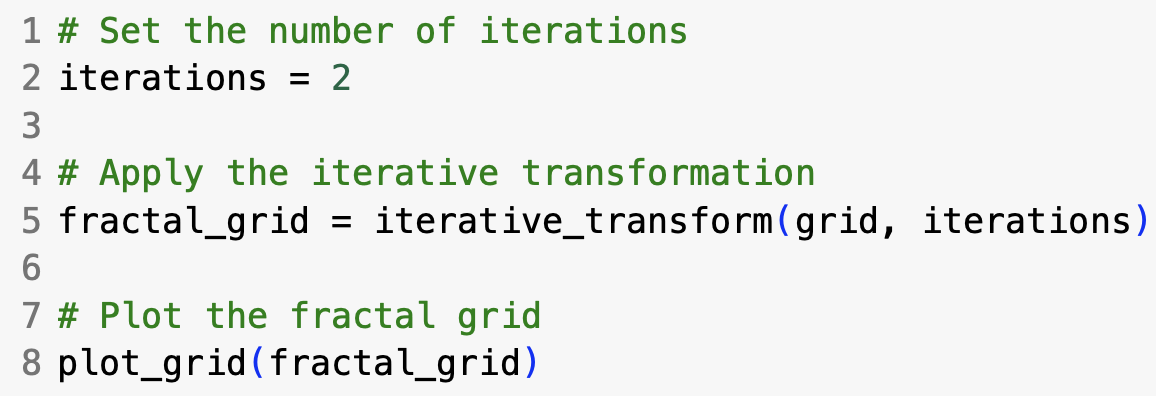 1 # Set the number of iterations
2 iterations = 2
3
4 # Apply the iterative transformation
5 fractal_grid = iterative_transform(grid, iterations)
6
7 # Plot the fractal grid
8 plot_grid(fractal_grid)